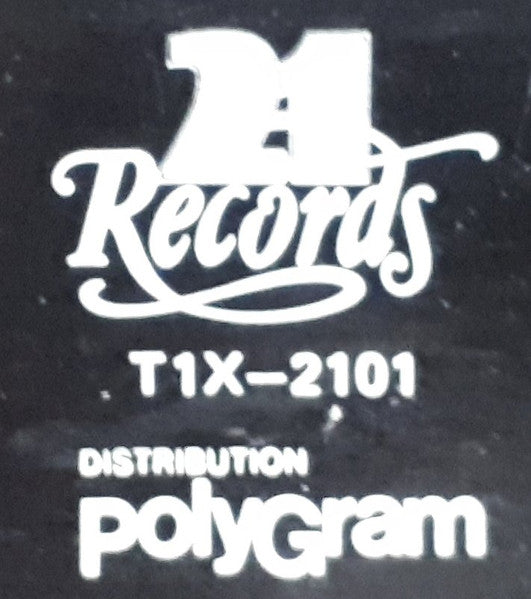 21
Records
T1X-2101
DISTRIBUTION
polyGram